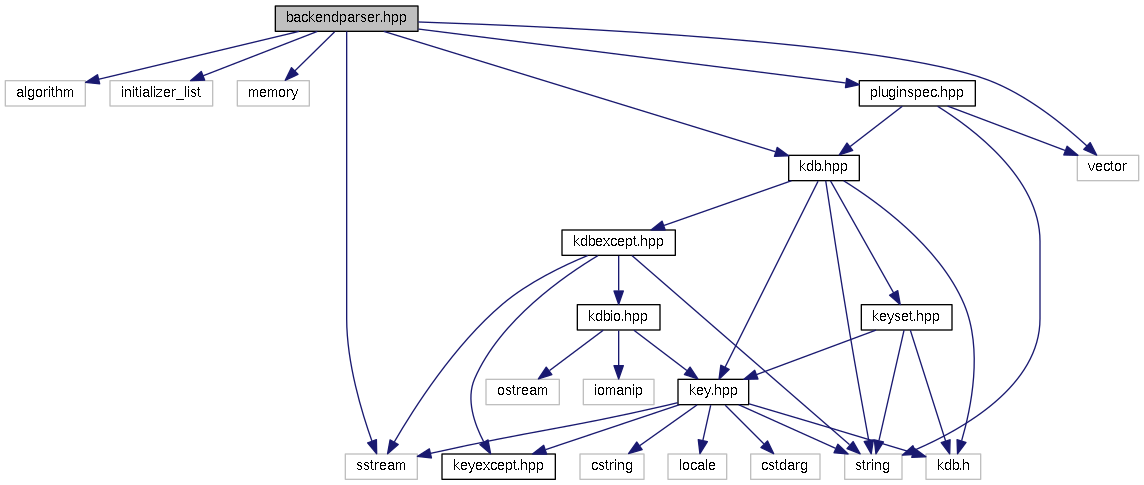 backendparser.hpp
algorithm
initializer_list
memory
pluginspec.hpp
kdb.hpp
vector
kdbexcept.hpp
kdbio.hpp
keyset.hpp
ostream
iomanip
key.hpp
sstream
keyexcept.hpp
cstring
locale
cstdarg
string
kdb.h